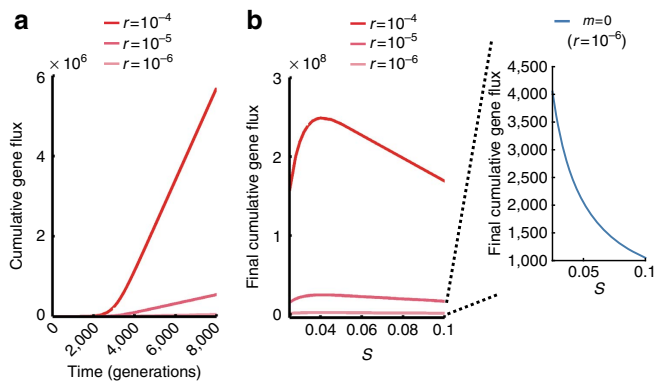 a
r=10⁻⁴
r=10⁻⁵
r=10⁻⁶
× 10⁶
6
4
2
0
Cumulative gene flux
0
2,000
4,000
6,000
8,000
Time (generations)
b
r=10⁻⁴
r=10⁻⁵
r=10⁻⁶
× 10⁸
3
2
1
0
Final cumulative gene flux
0.04
0.06
0.08
0.1
S
m=0
(r=10⁻⁶)
4,500
4,000
3,500
3,000
2,500
2,000
1,500
1,000
Final cumulative gene flux
0.05
0.1
S